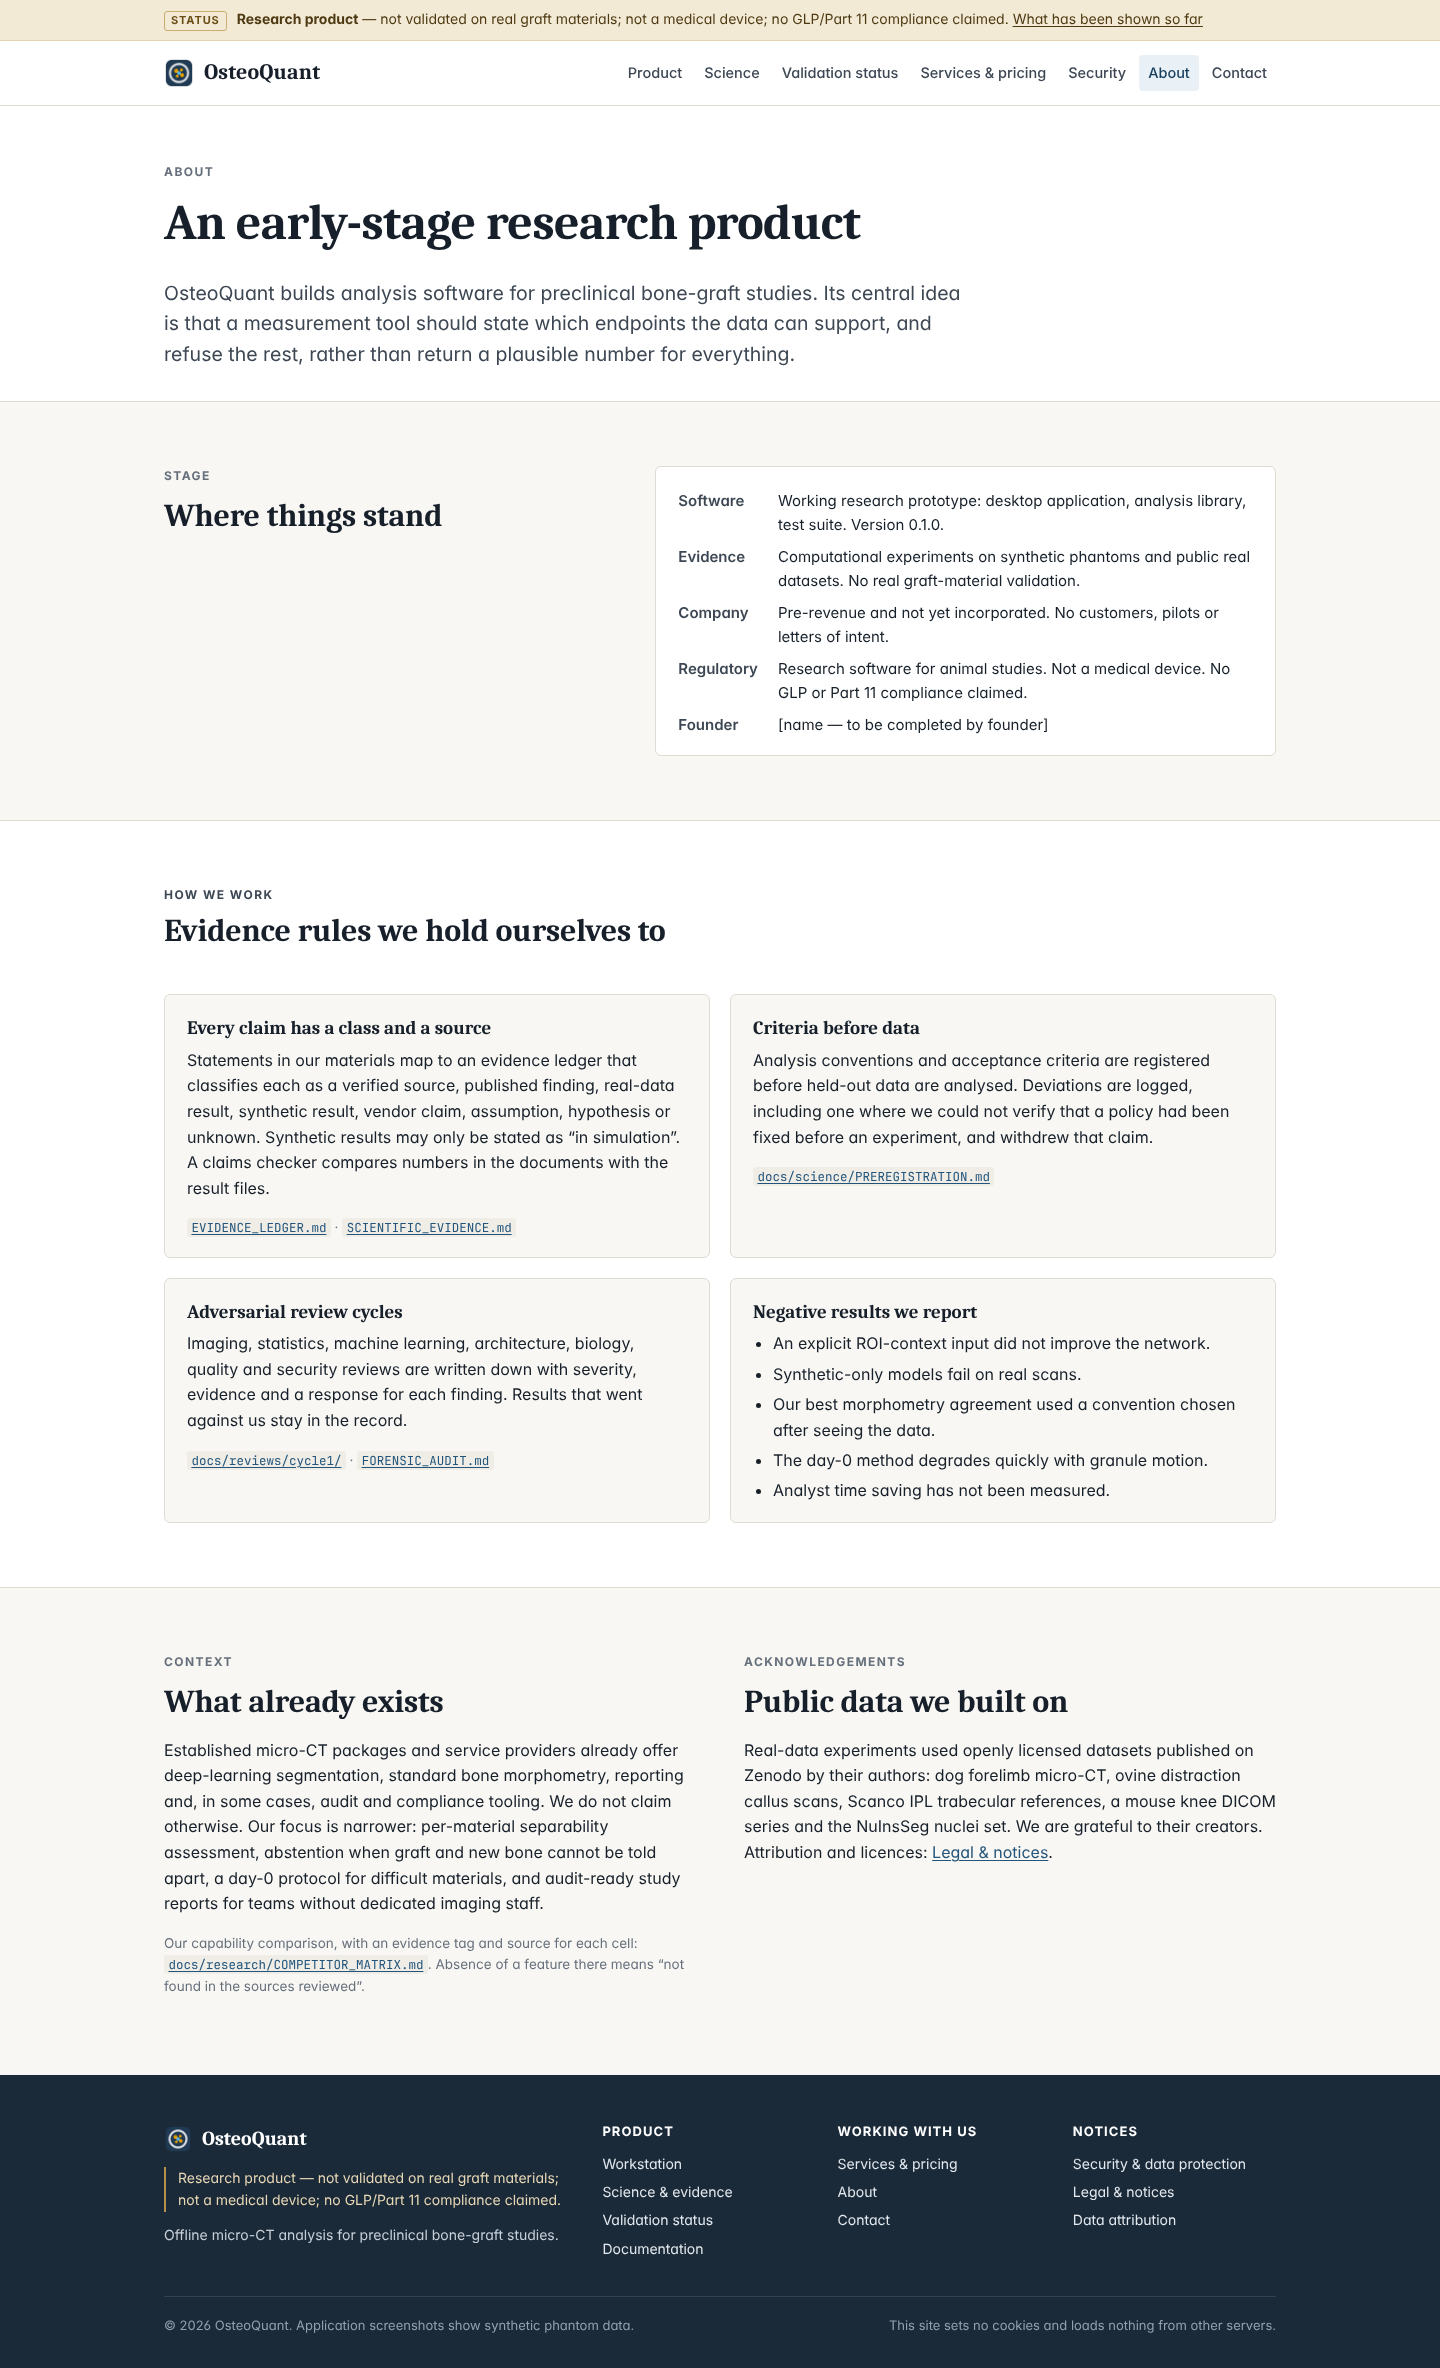 STATUS Research product — not validated on real graft materials; not a medical device; no GLP/Part 11 compliance claimed. What has been shown so far
OsteoQuant
Product Science Validation status Services & pricing Security About Contact
ABOUT
An early-stage research product
OsteoQuant builds analysis software for preclinical bone-graft studies. Its central idea
is that a measurement tool should state which endpoints the data can support, and
refuse the rest, rather than return a plausible number for everything.
STAGE
Where things stand
Software Working research prototype: desktop application, analysis library,
test suite. Version 0.1.0.
Evidence Computational experiments on synthetic phantoms and public real
datasets. No real graft-material validation.
Company Pre-revenue and not yet incorporated. No customers, pilots or
letters of intent.
Regulatory Research software for animal studies. Not a medical device. No
GLP or Part 11 compliance claimed.
Founder [name — to be completed by founder]
HOW WE WORK
Evidence rules we hold ourselves to
Every claim has a class and a source
Statements in our materials map to an evidence ledger that
classifies each as a verified source, published finding, real-data
result, synthetic result, vendor claim, assumption, hypothesis or
unknown. Synthetic results may only be stated as “in simulation”.
A claims checker compares numbers in the documents with the
result files.
EVIDENCE_LEDGER.md · SCIENTIFIC_EVIDENCE.md
Criteria before data
Analysis conventions and acceptance criteria are registered
before held-out data are analysed. Deviations are logged,
including one where we could not verify that a policy had been
fixed before an experiment, and withdrew that claim.
docs/science/PREREGISTRATION.md
Adversarial review cycles
Imaging, statistics, machine learning, architecture, biology,
quality and security reviews are written down with severity,
evidence and a response for each finding. Results that went
against us stay in the record.
docs/reviews/cycle1/ · FORENSIC_AUDIT.md
Negative results we report
• An explicit ROI-context input did not improve the network.
• Synthetic-only models fail on real scans.
• Our best morphometry agreement used a convention chosen
after seeing the data.
• The day-0 method degrades quickly with granule motion.
• Analyst time saving has not been measured.
CONTEXT
What already exists
Established micro-CT packages and service providers already offer
deep-learning segmentation, standard bone morphometry, reporting
and, in some cases, audit and compliance tooling. We do not claim
otherwise. Our focus is narrower: per-material separability
assessment, abstention when graft and new bone cannot be told
apart, a day-0 protocol for difficult materials, and audit-ready study
reports for teams without dedicated imaging staff.
Our capability comparison, with an evidence tag and source for each cell:
docs/research/COMPETITOR_MATRIX.md. Absence of a feature there means “not
found in the sources reviewed”.
ACKNOWLEDGEMENTS
Public data we built on
Real-data experiments used openly licensed datasets published on
Zenodo by their authors: dog forelimb micro-CT, ovine distraction
callus scans, Scanco IPL trabecular references, a mouse knee DICOM
series and the NuInsSeg nuclei set. We are grateful to their creators.
Attribution and licences: Legal & notices.
OsteoQuant
Research product — not validated on real graft materials;
not a medical device; no GLP/Part 11 compliance claimed.
Offline micro-CT analysis for preclinical bone-graft studies.
PRODUCT
Workstation
Science & evidence
Validation status
Documentation
WORKING WITH US
Services & pricing
About
Contact
NOTICES
Security & data protection
Legal & notices
Data attribution
© 2026 OsteoQuant. Application screenshots show synthetic phantom data.
This site sets no cookies and loads nothing from other servers.